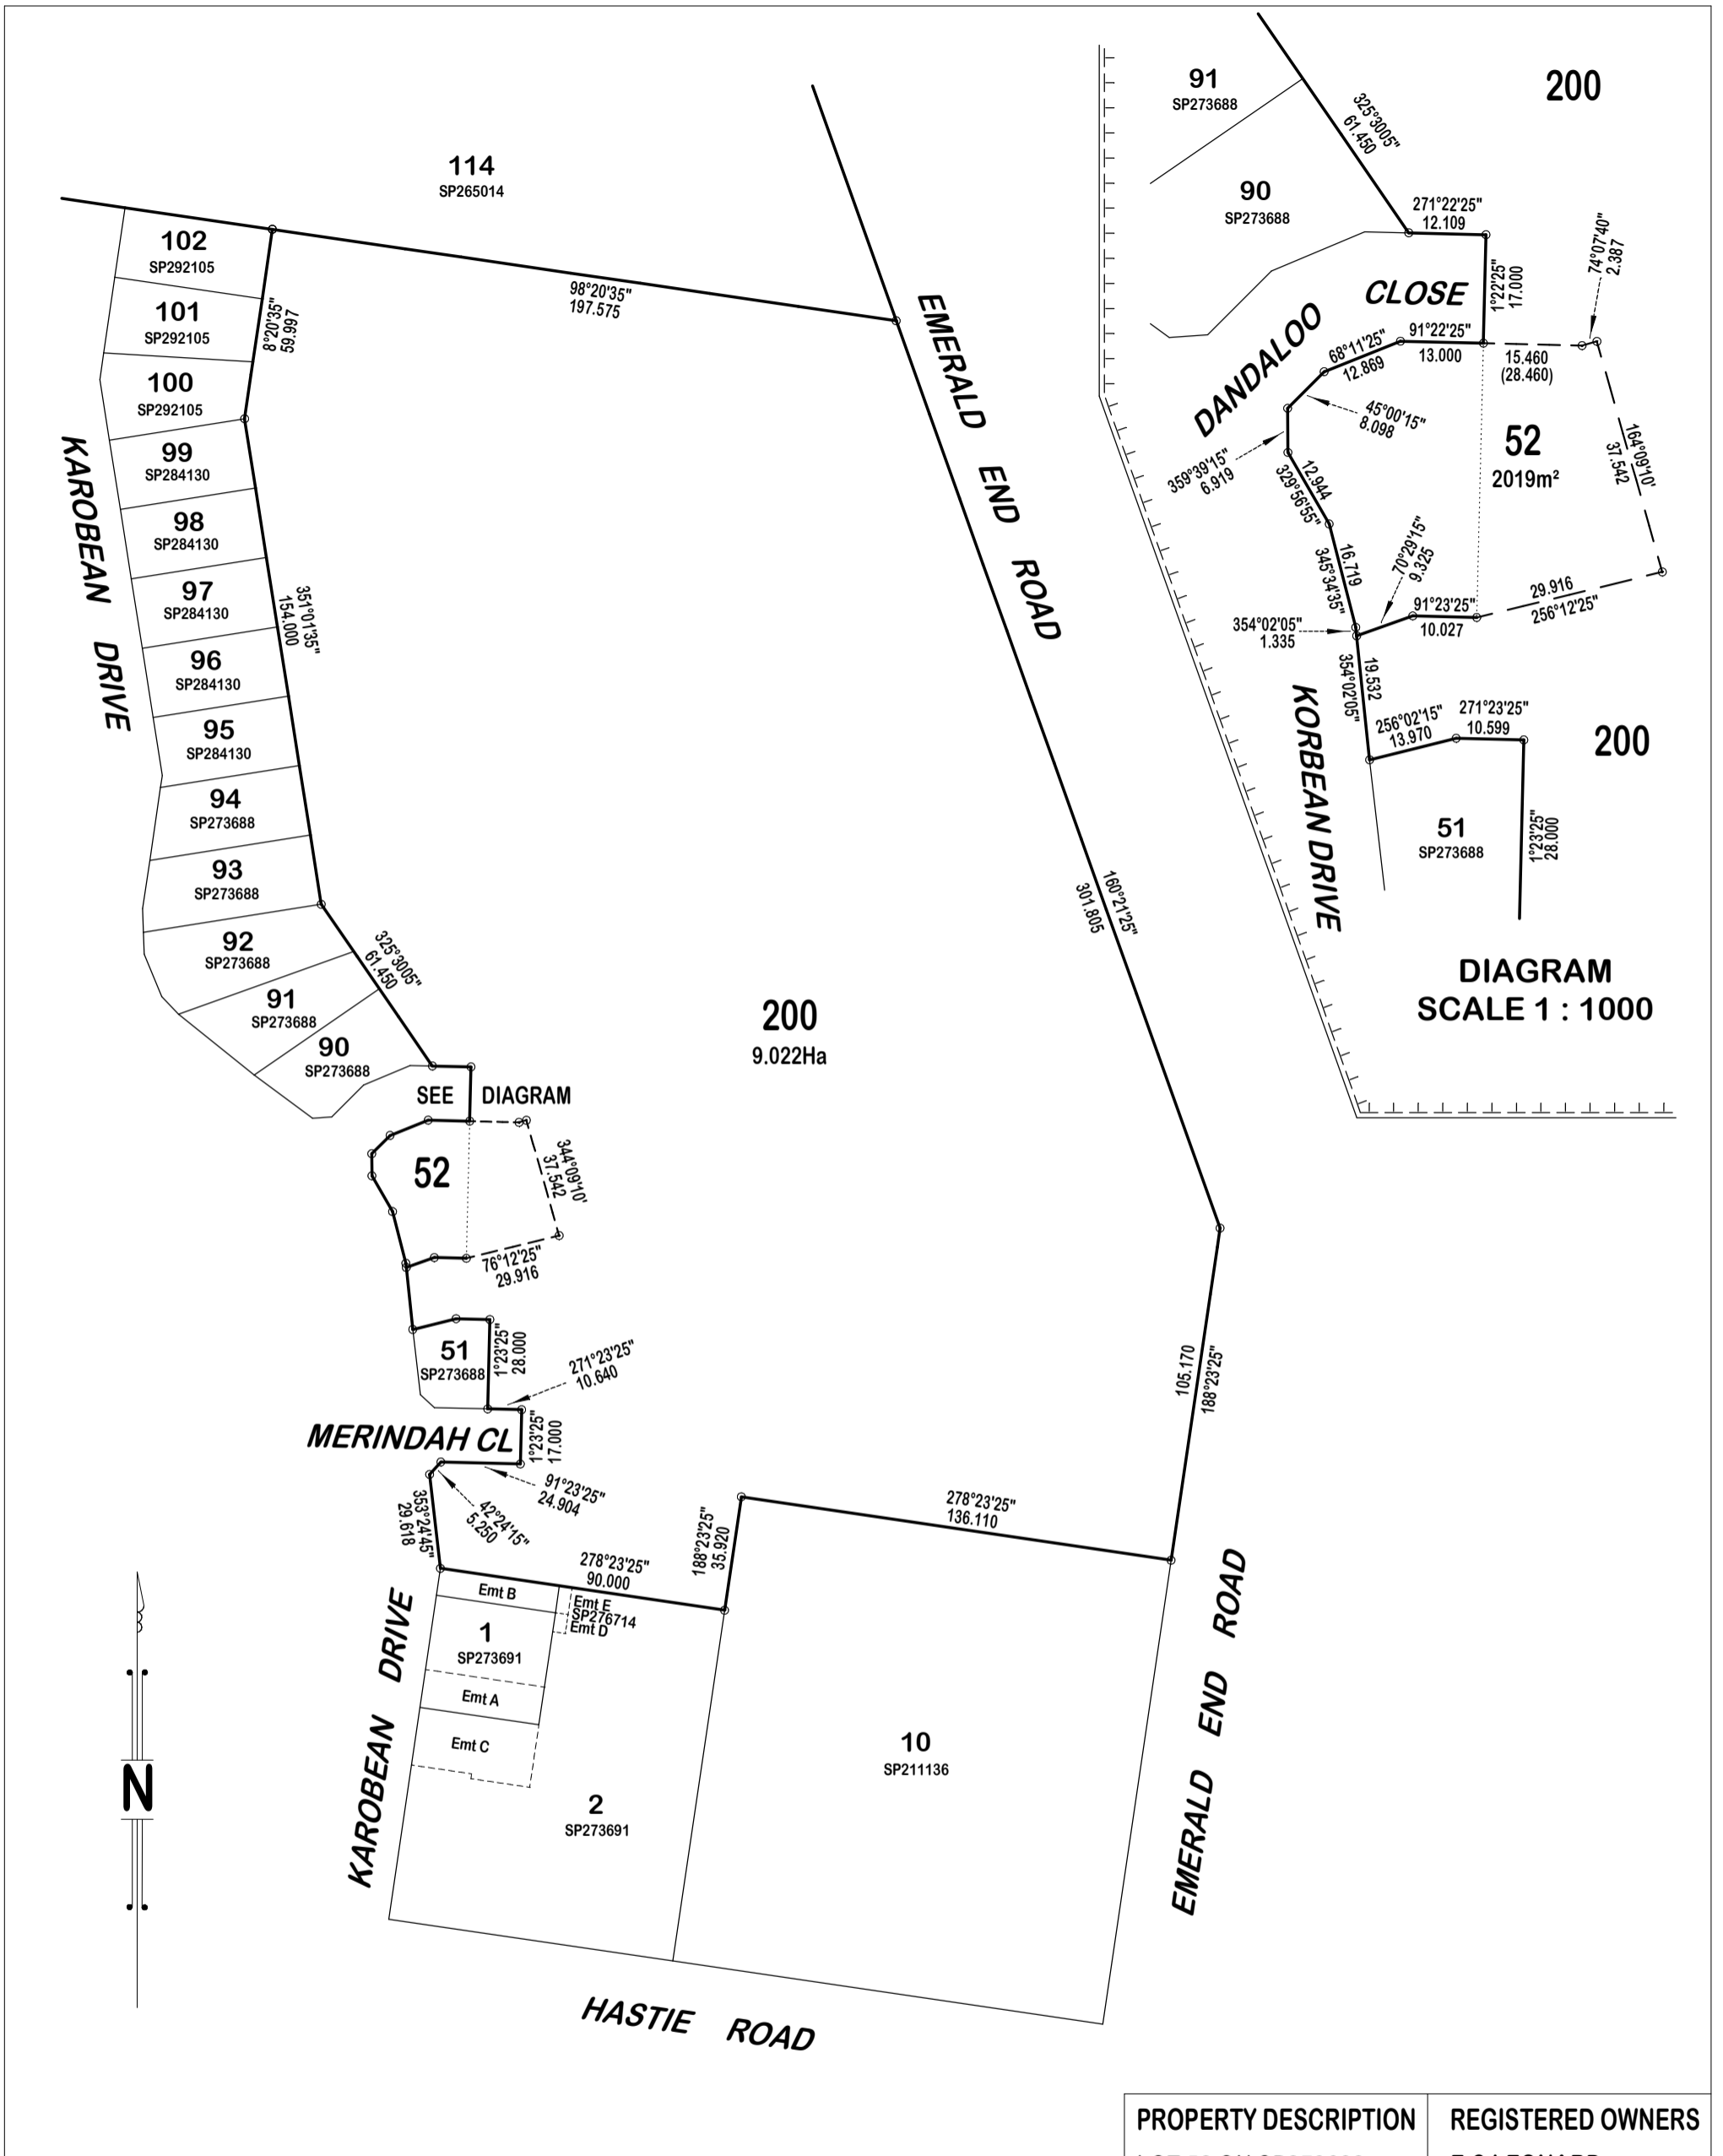 114
SP265014
102
SP292105
101
SP292105
100
SP292105
99
SP284130
98
SP284130
97
SP284130
96
SP284130
95
SP284130
94
SP273688
93
SP273688
92
SP273688
91
SP273688
90
SP273688
KAROBEAN DRIVE
98°20'35"
197.575
8°20'35"
59.997
351°01'35"
154.000
325°3005"
61.450
EMERALD END ROAD
160°21'25"
301.805
200
9.022Ha
SEE DIAGRAM
52
344°09'10'
37.542
76°12'25"
29.916
51
SP273688
1°23'25"
28.000
271°23'25"
10.640
MERINDAH CL
1°23'25"
17.000
91°23'25"
24.904
42°24'15"
5.250
353°24'45"
29.618
105.170
188°23'25"
278°23'25"
136.110
188°23'25"
35.920
278°23'25"
90.000
Emt B
Emt E
SP276714
Emt D
1
SP273691
Emt A
Emt C
2
SP273691
10
SP211136
KAROBEAN DRIVE
EMERALD END ROAD
HASTIE ROAD
N
91
SP273688
200
325°3005"
61.450
90
SP273688
271°22'25"
12.109
74°07'40"
2.387
CLOSE
1°22'25"
17.000
DANDALOO
68°11'25"
12.869
91°22'25"
13.000
15.460
(28.460)
45°00'15"
8.098
52
2019m²
164°09'10'
37.542
359°39'15"
6.919
12.944
329°56'55"
16.719
345°34'35"
70°29'15"
9.325
91°23'25"
10.027
29.916
256°12'25"
354°02'05"
1.335
19.532
354°02'05"
256°02'15"
13.970
271°23'25"
10.599
200
KORBEAN DRIVE
51
SP273688
1°23'25"
28.000
DIAGRAM
SCALE 1 : 1000
PROPERTY DESCRIPTION
REGISTERED OWNERS